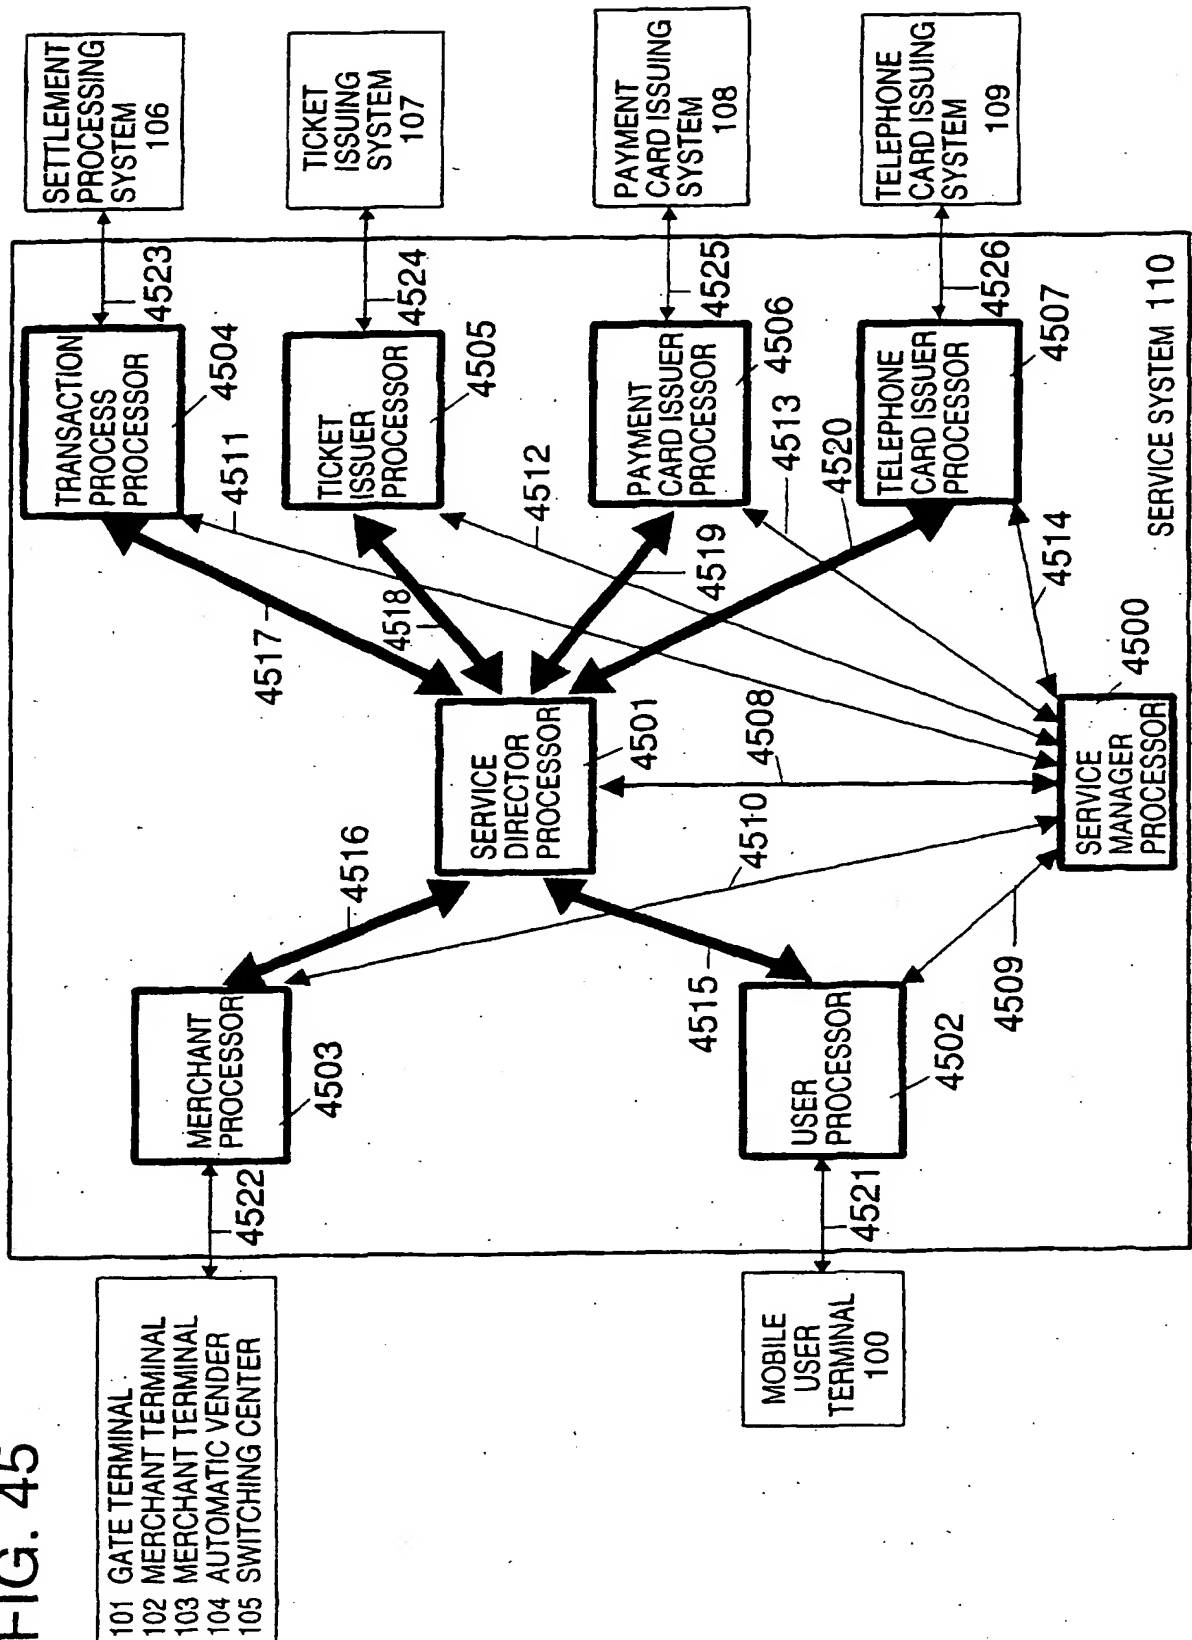 FIG. 45
101 GATE TERMINAL
102 MERCHANT TERMINAL
103 MERCHANT TERMINAL
104 AUTOMATIC VENDER
105 SWITCHING CENTER
4522
MERCHANT
PROCESSOR
4503
4516
MOBILE
USER
TERMINAL
100
4521
USER
PROCESSOR
4502
4515
4509
4510
SERVICE
DIRECTOR
PROCESSOR
4501
4508
SERVICE
MANAGER
PROCESSOR
4500
4517
4518
4519
4520
4511
4512
4513
4514
TRANSACTION
PROCESS
PROCESSOR
4504
TICKET
ISSUER
PROCESSOR
4505
PAYMENT
CARD ISSUER
PROCESSOR
4506
TELEPHONE
CARD ISSUER
PROCESSOR
4507
4523
4524
4525
4526
SERVICE SYSTEM 110
SETTLEMENT
PROCESSING
SYSTEM
106
TICKET
ISSUING
SYSTEM
107
PAYMENT
CARD ISSUING
SYSTEM
108
TELEPHONE
CARD ISSUING
SYSTEM
109